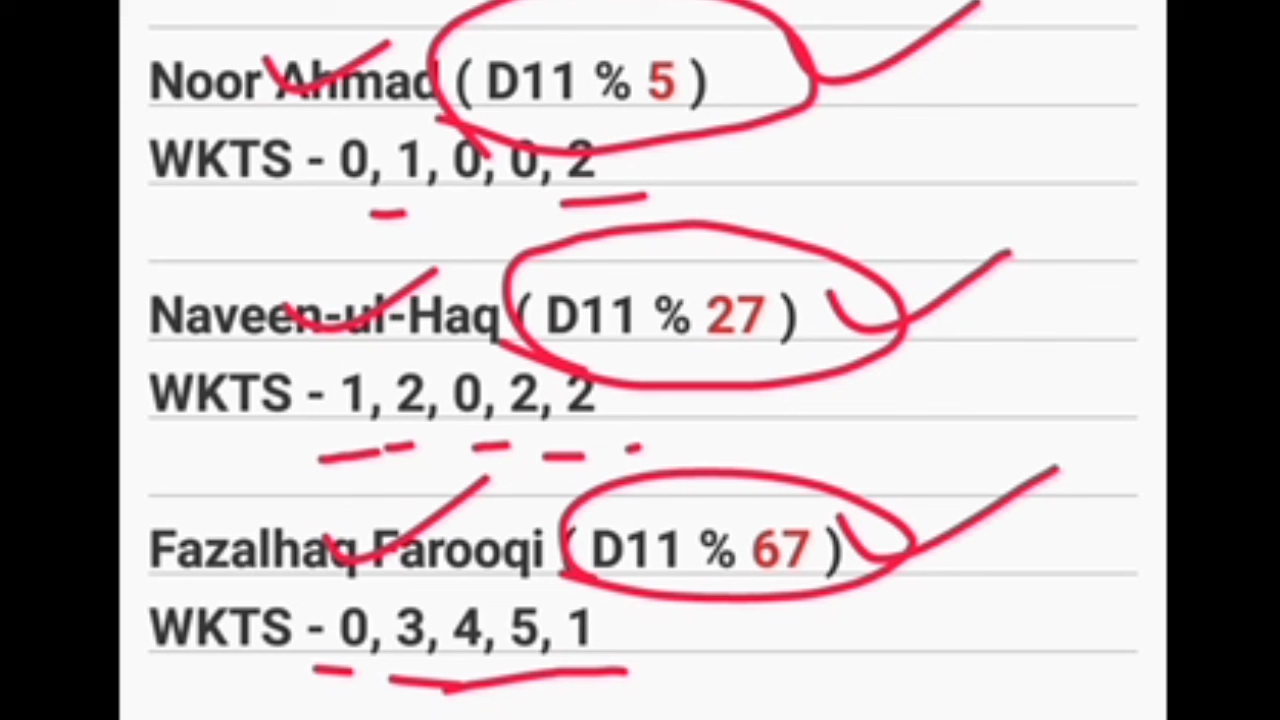 Noor Ahmad ( D11 % 5 )
WKTS - 0, 1, 0, 0, 2
Naveen-ul-Haq ( D11 % 27 )
WKTS - 1, 2, 0, 2, 2
Fazalhaq Farooqi ( D11 % 67 )
WKTS - 0, 3, 4, 5, 1